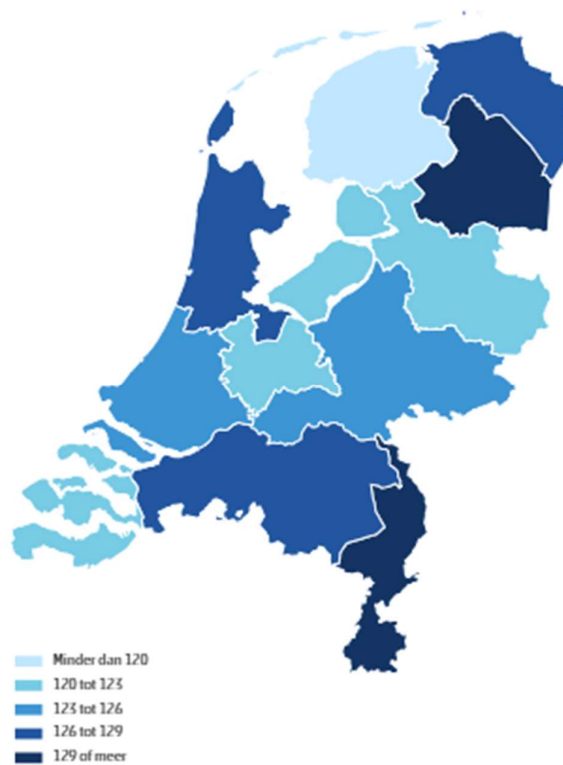 Minder dan 120
120 tot 123
123 tot 126
126 tot 129
129 of meer